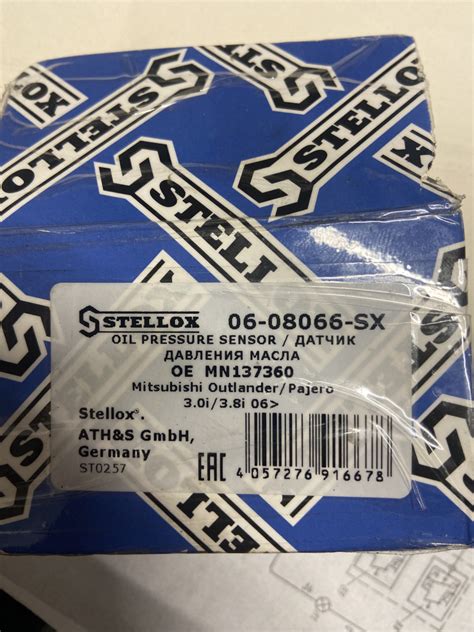 STELLOX
STELLOX
STELLOX
STELLOX 06-08066-SX
OIL PRESSURE SENSOR / ДАТЧИК
ДАВЛЕНИЯ МАСЛА
OE MN137360
Mitsubishi Outlander/Pajero
3.0i/3.8i 06>
Stellox®.
ATH&S GmbH,
Germany
ST0257
EAC
4 057276 916678